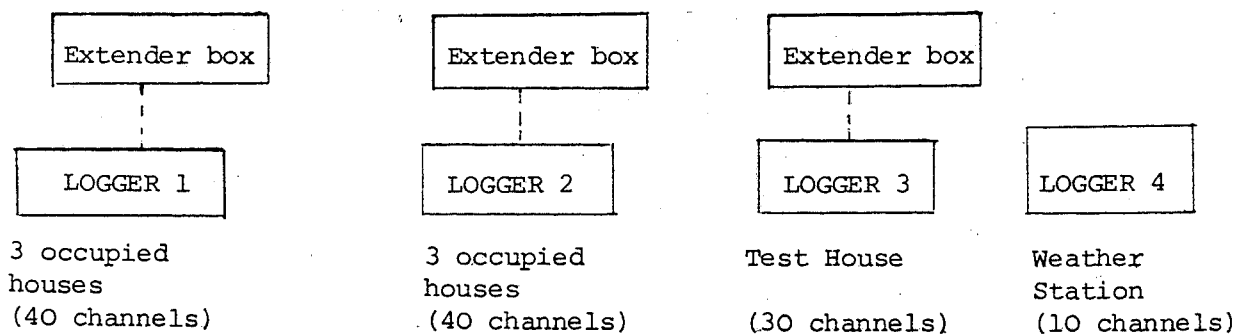 Extender box
Extender box
Extender box
LOGGER 1
LOGGER 2
LOGGER 3
LOGGER 4
3 occupied
houses
(40 channels)
3 occupied
houses
(40 channels)
Test House
(30 channels)
Weather
Station
(10 channels)